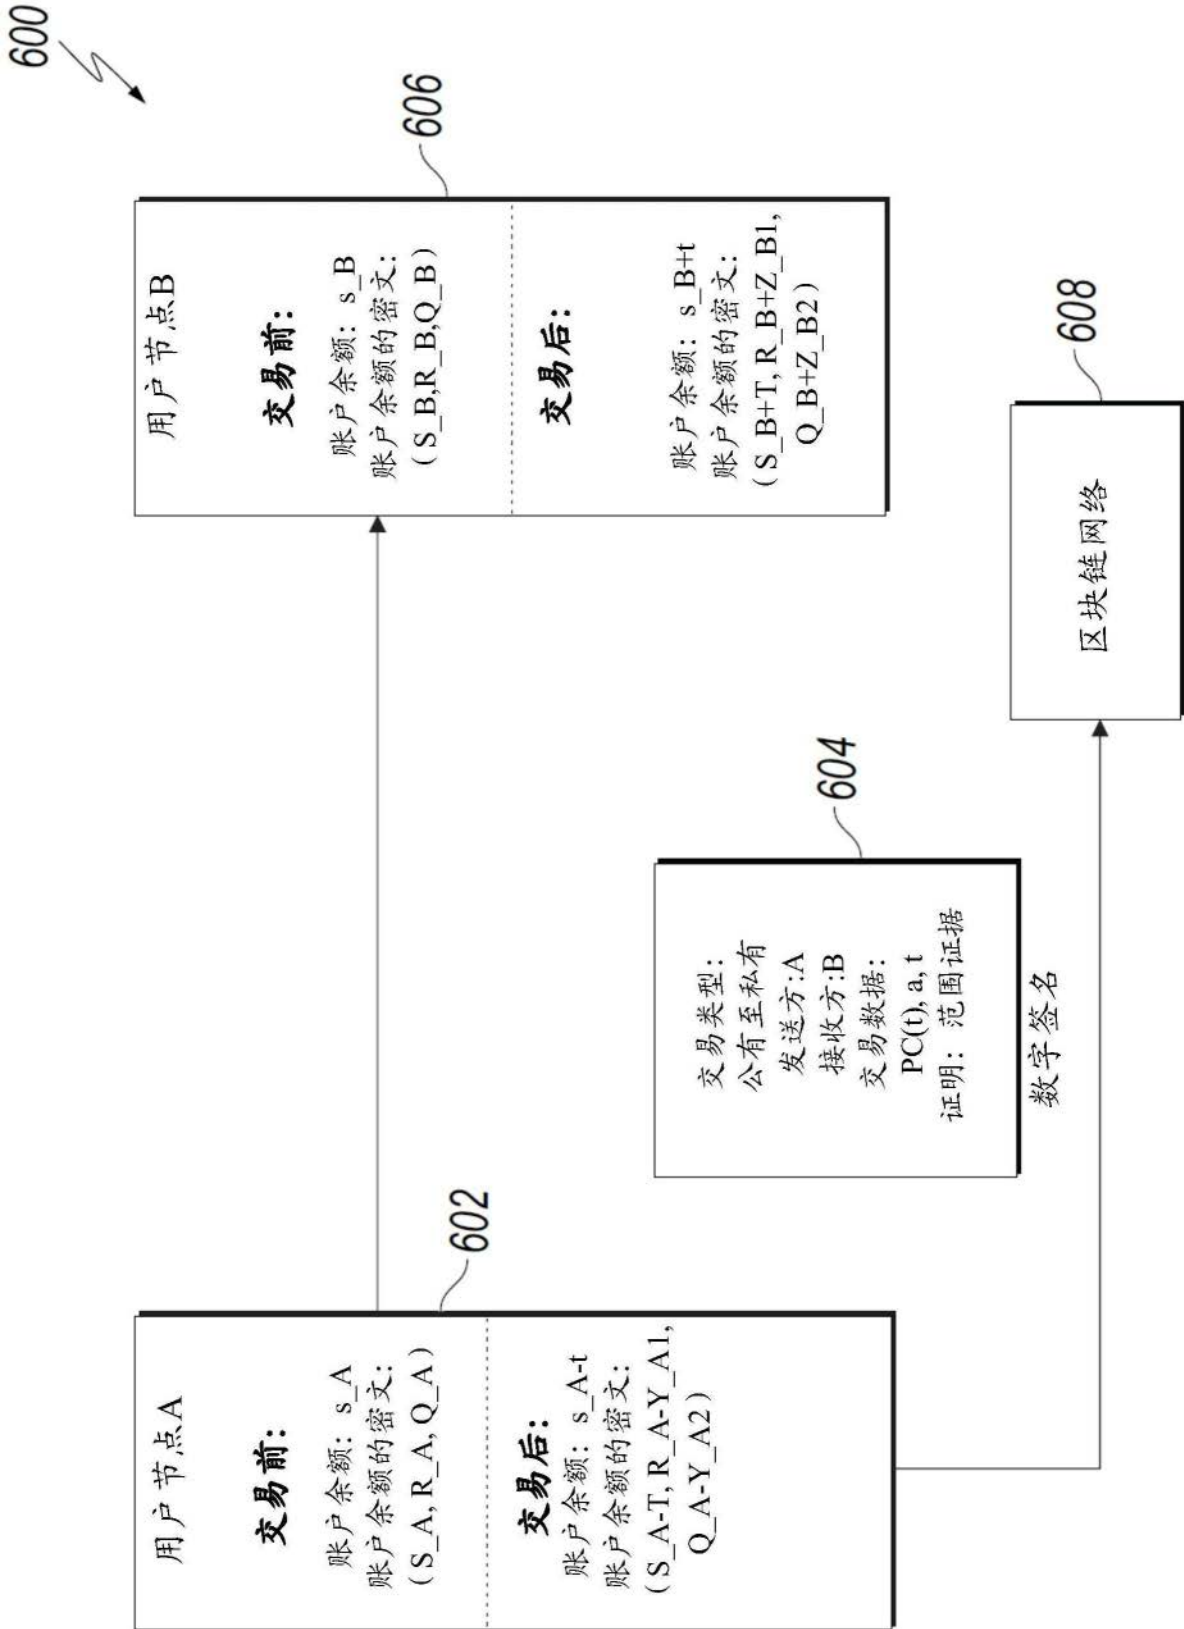 600
用户节点A
交易前:
账户余额: s_A
账户余额的密文:
(S_A, R_A, Q_A)
交易后:
账户余额: s_A-t
账户余额的密文:
(S_A-T, R_A-Y_A1,
Q_A-Y_A2)
602
交易类型:
公有至私有
发送方:A
接收方:B
交易数据:
PC(t), a, t
证明: 范围证据
数字签名
604
用户节点B
交易前:
账户余额: s_B
账户余额的密文:
(S_B,R_B,Q_B)
交易后:
账户余额: s_B+t
账户余额的密文:
(S_B+T, R_B+Z_B1,
Q_B+Z_B2)
606
区块链网络
608